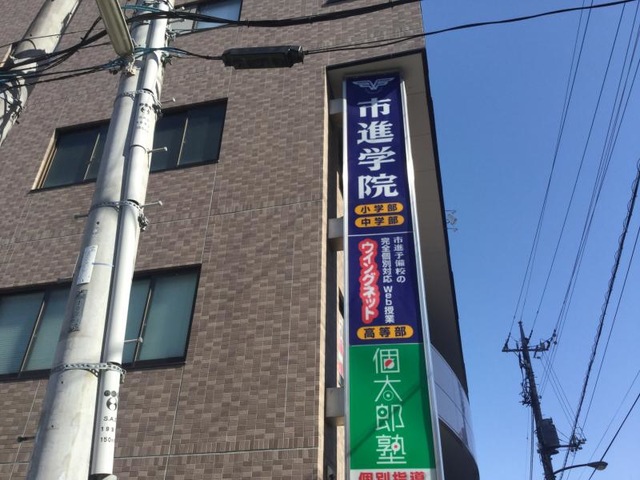 市進学院
小学部
中学部
市進予備校の
完全個別対応Web授業
ウイングネット
高等部
個太郎塾
個別指導